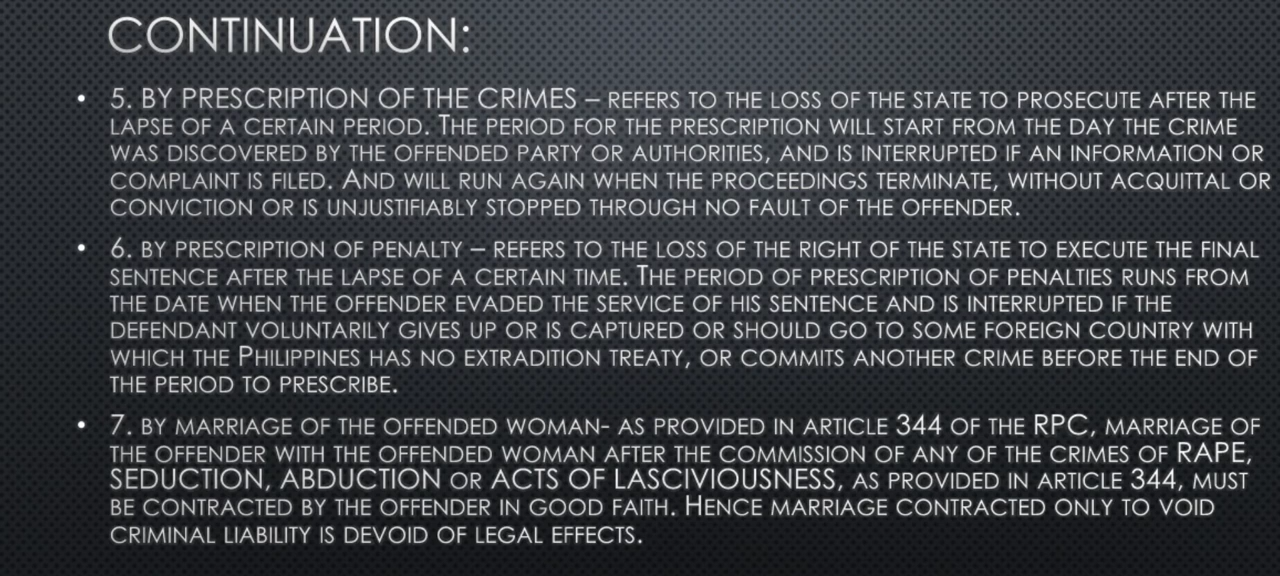 CONTINUATION:
• 5. BY PRESCRIPTION OF THE CRIMES – REFERS TO THE LOSS OF THE STATE TO PROSECUTE AFTER THE
LAPSE OF A CERTAIN PERIOD. THE PERIOD FOR THE PRESCRIPTION WILL START FROM THE DAY THE CRIME
WAS DISCOVERED BY THE OFFENDED PARTY OR AUTHORITIES, AND IS INTERRUPTED IF AN INFORMATION OR
COMPLAINT IS FILED. AND WILL RUN AGAIN WHEN THE PROCEEDINGS TERMINATE, WITHOUT ACQUITTAL OR
CONVICTION OR IS UNJUSTIFIABLY STOPPED THROUGH NO FAULT OF THE OFFENDER.
• 6. BY PRESCRIPTION OF PENALTY – REFERS TO THE LOSS OF THE RIGHT OF THE STATE TO EXECUTE THE FINAL
SENTENCE AFTER THE LAPSE OF A CERTAIN TIME. THE PERIOD OF PRESCRIPTION OF PENALTIES RUNS FROM
THE DATE WHEN THE OFFENDER EVADED THE SERVICE OF HIS SENTENCE AND IS INTERRUPTED IF THE
DEFENDANT VOLUNTARILY GIVES UP OR IS CAPTURED OR SHOULD GO TO SOME FOREIGN COUNTRY WITH
WHICH THE PHILIPPINES HAS NO EXTRADITION TREATY, OR COMMITS ANOTHER CRIME BEFORE THE END OF
THE PERIOD TO PRESCRIBE.
• 7. BY MARRIAGE OF THE OFFENDED WOMAN- AS PROVIDED IN ARTICLE 344 OF THE RPC, MARRIAGE OF
THE OFFENDER WITH THE OFFENDED WOMAN AFTER THE COMMISSION OF ANY OF THE CRIMES OF RAPE,
SEDUCTION, ABDUCTION OR ACTS OF LASCIVIOUSNESS, AS PROVIDED IN ARTICLE 344, MUST
BE CONTRACTED BY THE OFFENDER IN GOOD FAITH. HENCE MARRIAGE CONTRACTED ONLY TO VOID
CRIMINAL LIABILITY IS DEVOID OF LEGAL EFFECTS.